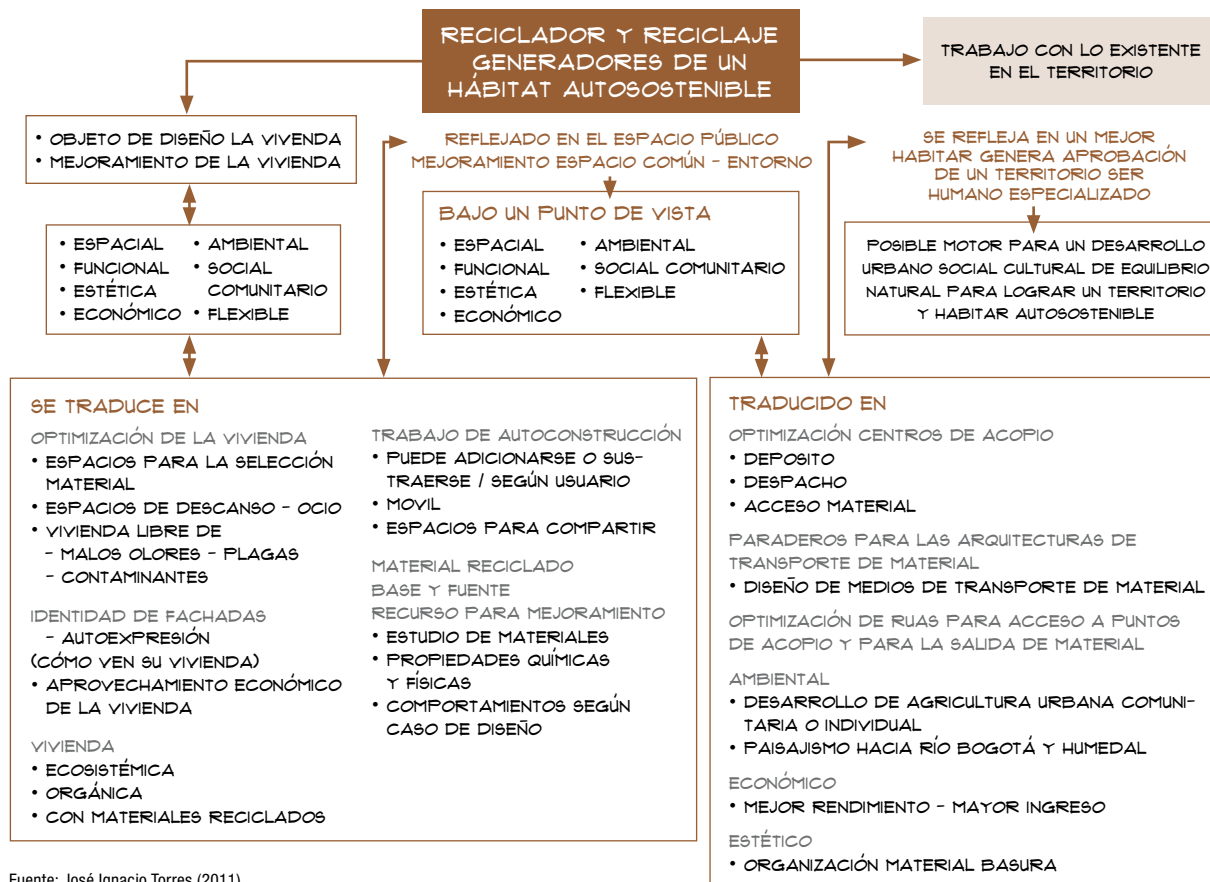 RECICLADOR Y RECICLAJE
GENERADORES DE UN
HÁBITAT AUTOSOSTENIBLE
TRABAJO CON LO EXISTENTE
EN EL TERRITORIO
• OBJETO DE DISEÑO LA VIVIENDA
• MEJORAMIENTO DE LA VIVIENDA
REFLEJADO EN EL ESPACIO PÚBLICO
MEJORAMIENTO ESPACIO COMÚN - ENTORNO
SE REFLEJA EN UN MEJOR
HABITAR GENERA APROBACIÓN
DE UN TERRITORIO SER
HUMANO ESPECIALIZADO
• ESPACIAL
• FUNCIONAL
• ESTÉTICA
• ECONÓMICO
• AMBIENTAL
• SOCIAL
COMUNITARIO
• FLEXIBLE
BAJO UN PUNTO DE VISTA
• ESPACIAL
• FUNCIONAL
• ESTÉTICA
• ECONÓMICO
• AMBIENTAL
• SOCIAL COMUNITARIO
• FLEXIBLE
POSIBLE MOTOR PARA UN DESARROLLO
URBANO SOCIAL CULTURAL DE EQUILIBRIO
NATURAL PARA LOGRAR UN TERRITORIO
Y HABITAR AUTOSOSTENIBLE
SE TRADUCE EN
OPTIMIZACIÓN DE LA VIVIENDA
• ESPACIOS PARA LA SELECCIÓN
MATERIAL
• ESPACIOS DE DESCANSO - OCIO
• VIVIENDA LIBRE DE
- MALOS OLORES - PLAGAS
- CONTAMINANTES
IDENTIDAD DE FACHADAS
- AUTOEXPRESIÓN
(CÓMO VEN SU VIVIENDA)
• APROVECHAMIENTO ECONÓMICO
DE LA VIVIENDA
VIVIENDA
• ECOSISTÉMICA
• ORGÁNICA
• CON MATERIALES RECICLADOS
TRABAJO DE AUTOCONSTRUCCIÓN
• PUEDE ADICIONARSE O SUS-
TRAERSE / SEGÚN USUARIO
• MOVIL
• ESPACIOS PARA COMPARTIR
MATERIAL RECICLADO
BASE Y FUENTE
RECURSO PARA MEJORAMIENTO
• ESTUDIO DE MATERIALES
• PROPIEDADES QUÍMICAS
Y FÍSICAS
• COMPORTAMIENTOS SEGÚN
CASO DE DISEÑO
TRADUCIDO EN
OPTIMIZACIÓN CENTROS DE ACOPIO
• DEPOSITO
• DESPACHO
• ACCESO MATERIAL
PARADEROS PARA LAS ARQUITECTURAS DE
TRANSPORTE DE MATERIAL
• DISEÑO DE MEDIOS DE TRANSPORTE DE MATERIAL
OPTIMIZACIÓN DE RUAS PARA ACCESO A PUNTOS
DE ACOPIO Y PARA LA SALIDA DE MATERIAL
AMBIENTAL
• DESARROLLO DE AGRICULTURA URBANA COMUNI-
TARIA O INDIVIDUAL
• PAISAJISMO HACIA RÍO BOGOTÁ Y HUMEDAL
ECONÓMICO
• MEJOR RENDIMIENTO - MAYOR INGRESO
ESTÉTICO
• ORGANIZACIÓN MATERIAL BASURA
Fuente: José Ignacio Torres (2011)